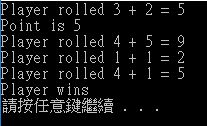 Player rolled 3 + 2 = 5
Point is 5
Player rolled 4 + 5 = 9
Player rolled 1 + 1 = 2
Player rolled 4 + 1 = 5
Player wins
請按任意鍵繼續 . . .